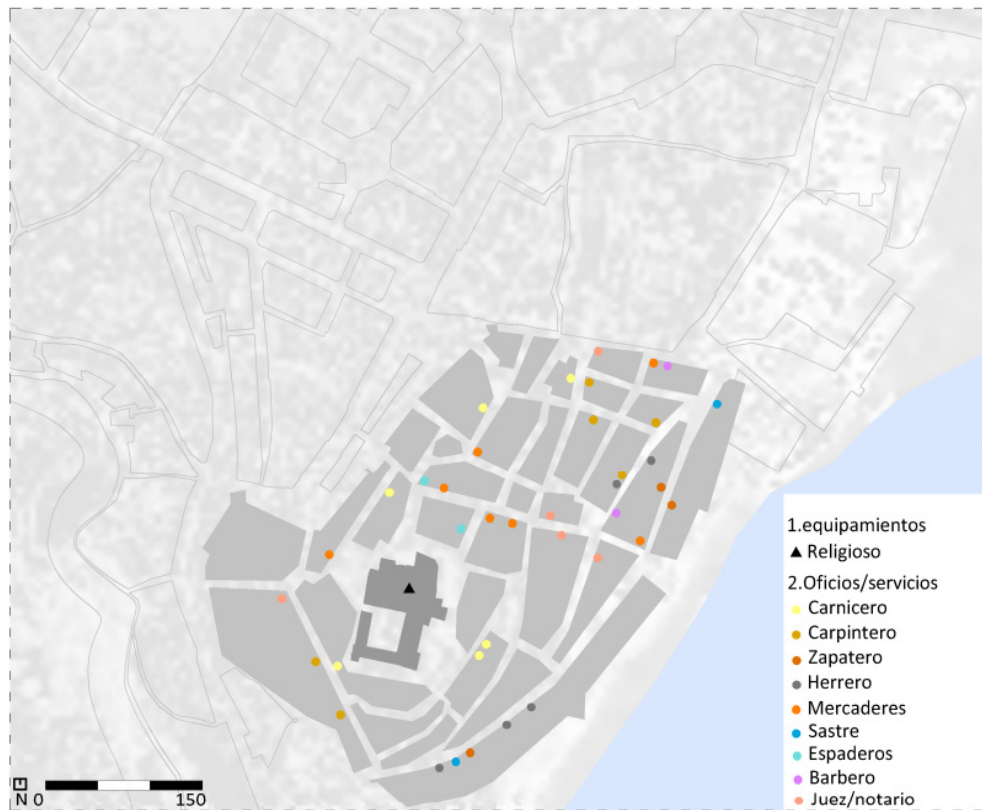 1.equipamientos
Religioso
2.Oficios/servicios
Carnicero
Carpintero
Zapatero
Herrero
Mercaderes
Sastre
Espaderos
Barbero
Juez/notario
E
N 0 150